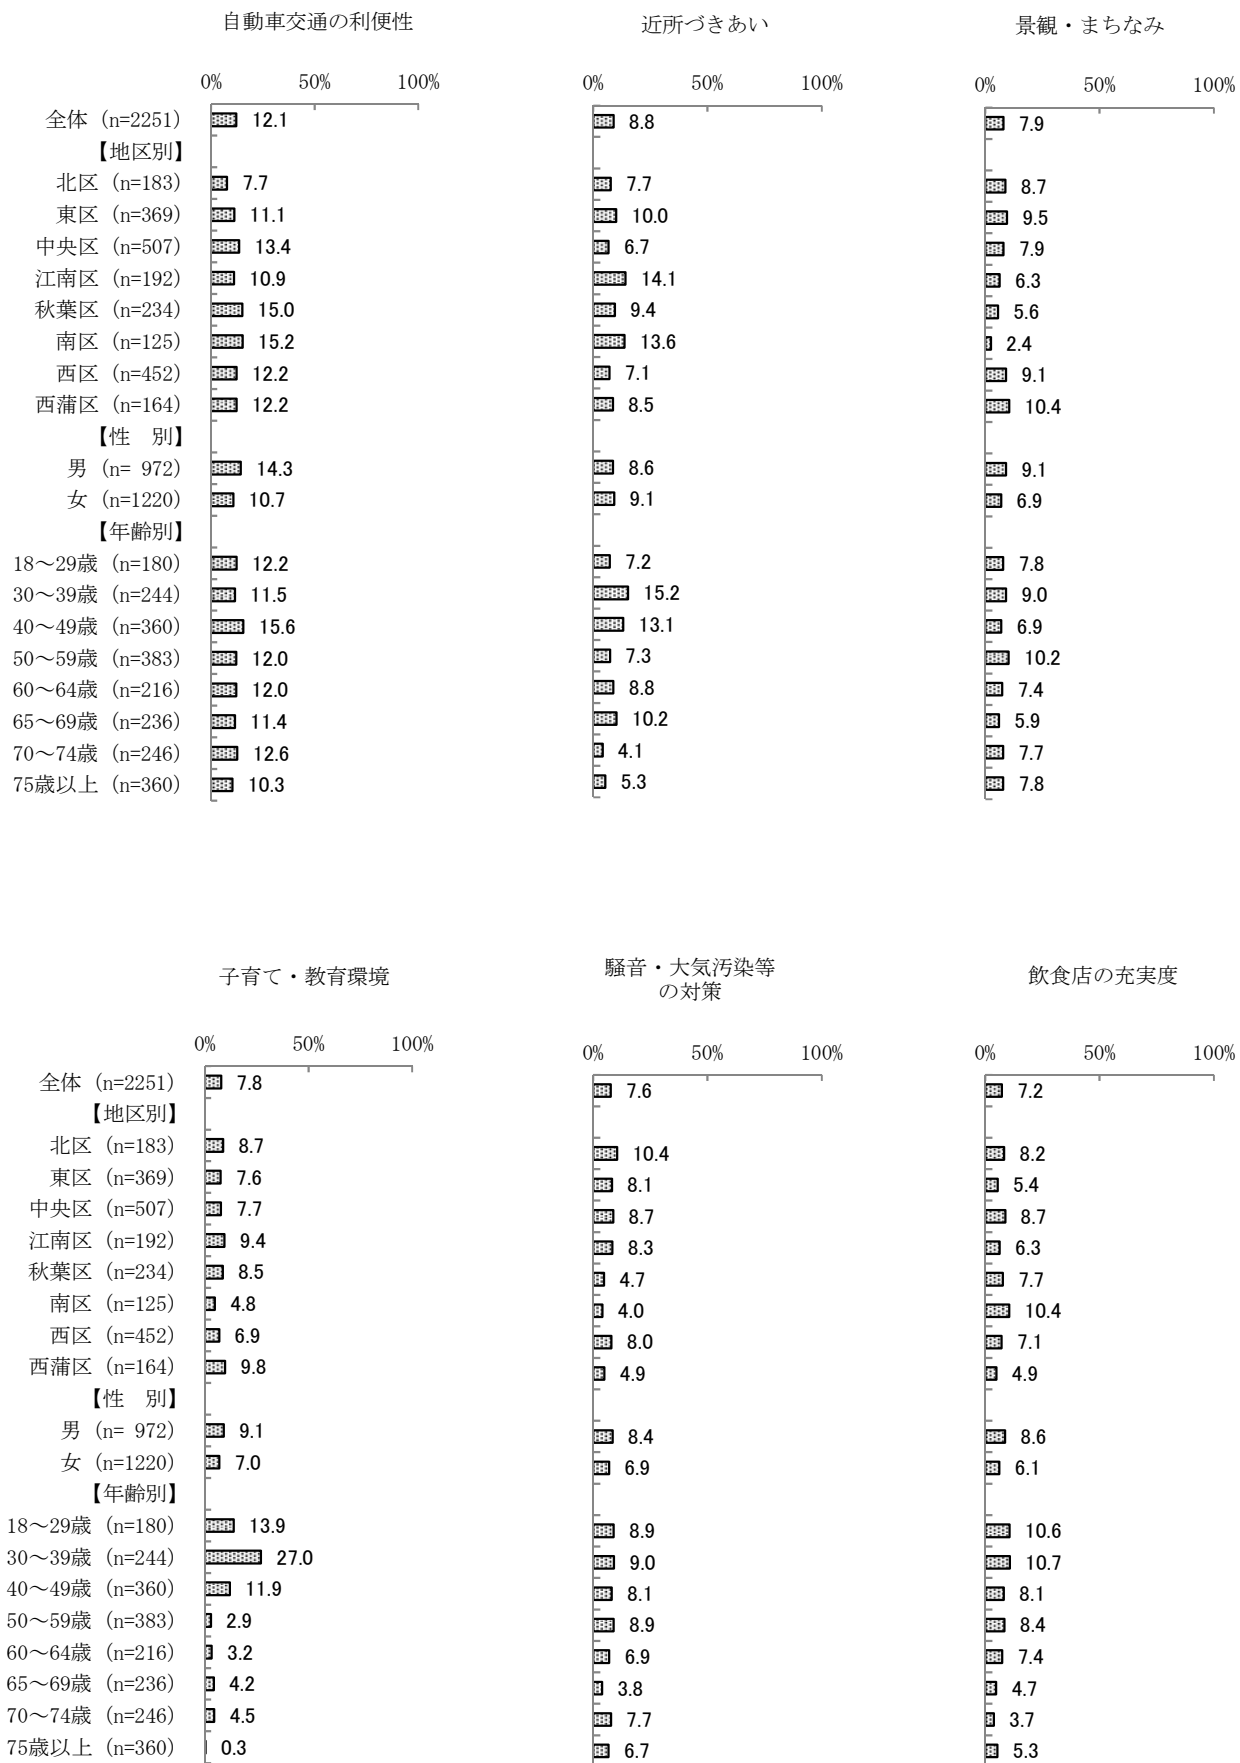 自動車交通の利便性 近所づきあい 景観・まちなみ
0% 50% 100% 0% 50% 100% 0% 50% 100%
全体 (n=2251) 12.1 8.8 7.9
【地区別】
北区 (n=183) 7.7 7.7 8.7
東区 (n=369) 11.1 10.0 9.5
中央区 (n=507) 13.4 6.7 7.9
江南区 (n=192) 10.9 14.1 6.3
秋葉区 (n=234) 15.0 9.4 5.6
南区 (n=125) 15.2 13.6 2.4
西区 (n=452) 12.2 7.1 9.1
西蒲区 (n=164) 12.2 8.5 10.4
【性　別】
男 (n= 972) 14.3 8.6 9.1
女 (n=1220) 10.7 9.1 6.9
【年齢別】
18～29歳 (n=180) 12.2 7.2 7.8
30～39歳 (n=244) 11.5 15.2 9.0
40～49歳 (n=360) 15.6 13.1 6.9
50～59歳 (n=383) 12.0 7.3 10.2
60～64歳 (n=216) 12.0 8.8 7.4
65～69歳 (n=236) 11.4 10.2 5.9
70～74歳 (n=246) 12.6 4.1 7.7
75歳以上 (n=360) 10.3 5.3 7.8
子育て・教育環境 騒音・大気汚染等 飲食店の充実度
の対策
0% 50% 100% 0% 50% 100% 0% 50% 100%
全体 (n=2251) 7.8 7.6 7.2
【地区別】
北区 (n=183) 8.7 10.4 8.2
東区 (n=369) 7.6 8.1 5.4
中央区 (n=507) 7.7 8.7 8.7
江南区 (n=192) 9.4 8.3 6.3
秋葉区 (n=234) 8.5 4.7 7.7
南区 (n=125) 4.8 4.0 10.4
西区 (n=452) 6.9 8.0 7.1
西蒲区 (n=164) 9.8 4.9 4.9
【性　別】
男 (n= 972) 9.1 8.4 8.6
女 (n=1220) 7.0 6.9 6.1
【年齢別】
18～29歳 (n=180) 13.9 8.9 10.6
30～39歳 (n=244) 27.0 9.0 10.7
40～49歳 (n=360) 11.9 8.1 8.1
50～59歳 (n=383) 2.9 8.9 8.4
60～64歳 (n=216) 3.2 6.9 7.4
65～69歳 (n=236) 4.2 3.8 4.7
70～74歳 (n=246) 4.5 7.7 3.7
75歳以上 (n=360) 0.3 6.7 5.3